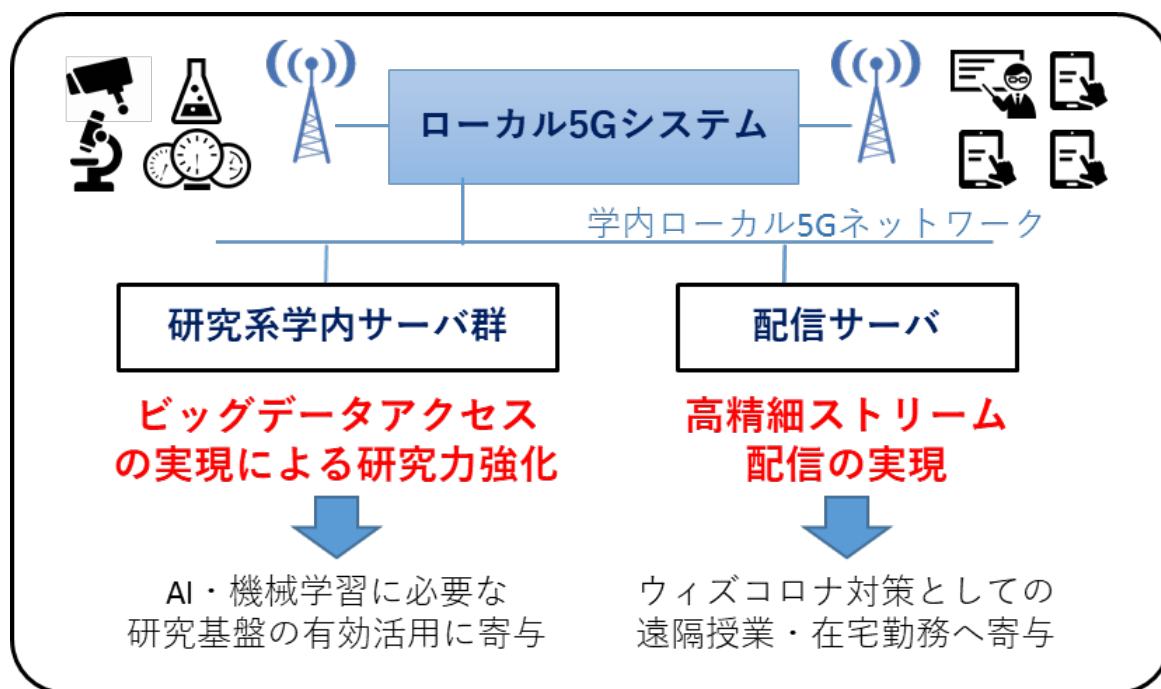 ローカル5Gシステム
学内ローカル5Gネットワーク
研究系学内サーバ群
配信サーバ
ビッグデータアクセス
の実現による研究力強化
高精細ストリーム
配信の実現
AI・機械学習に必要な
研究基盤の有効活用に寄与
ウィズコロナ対策としての
遠隔授業・在宅勤務へ寄与